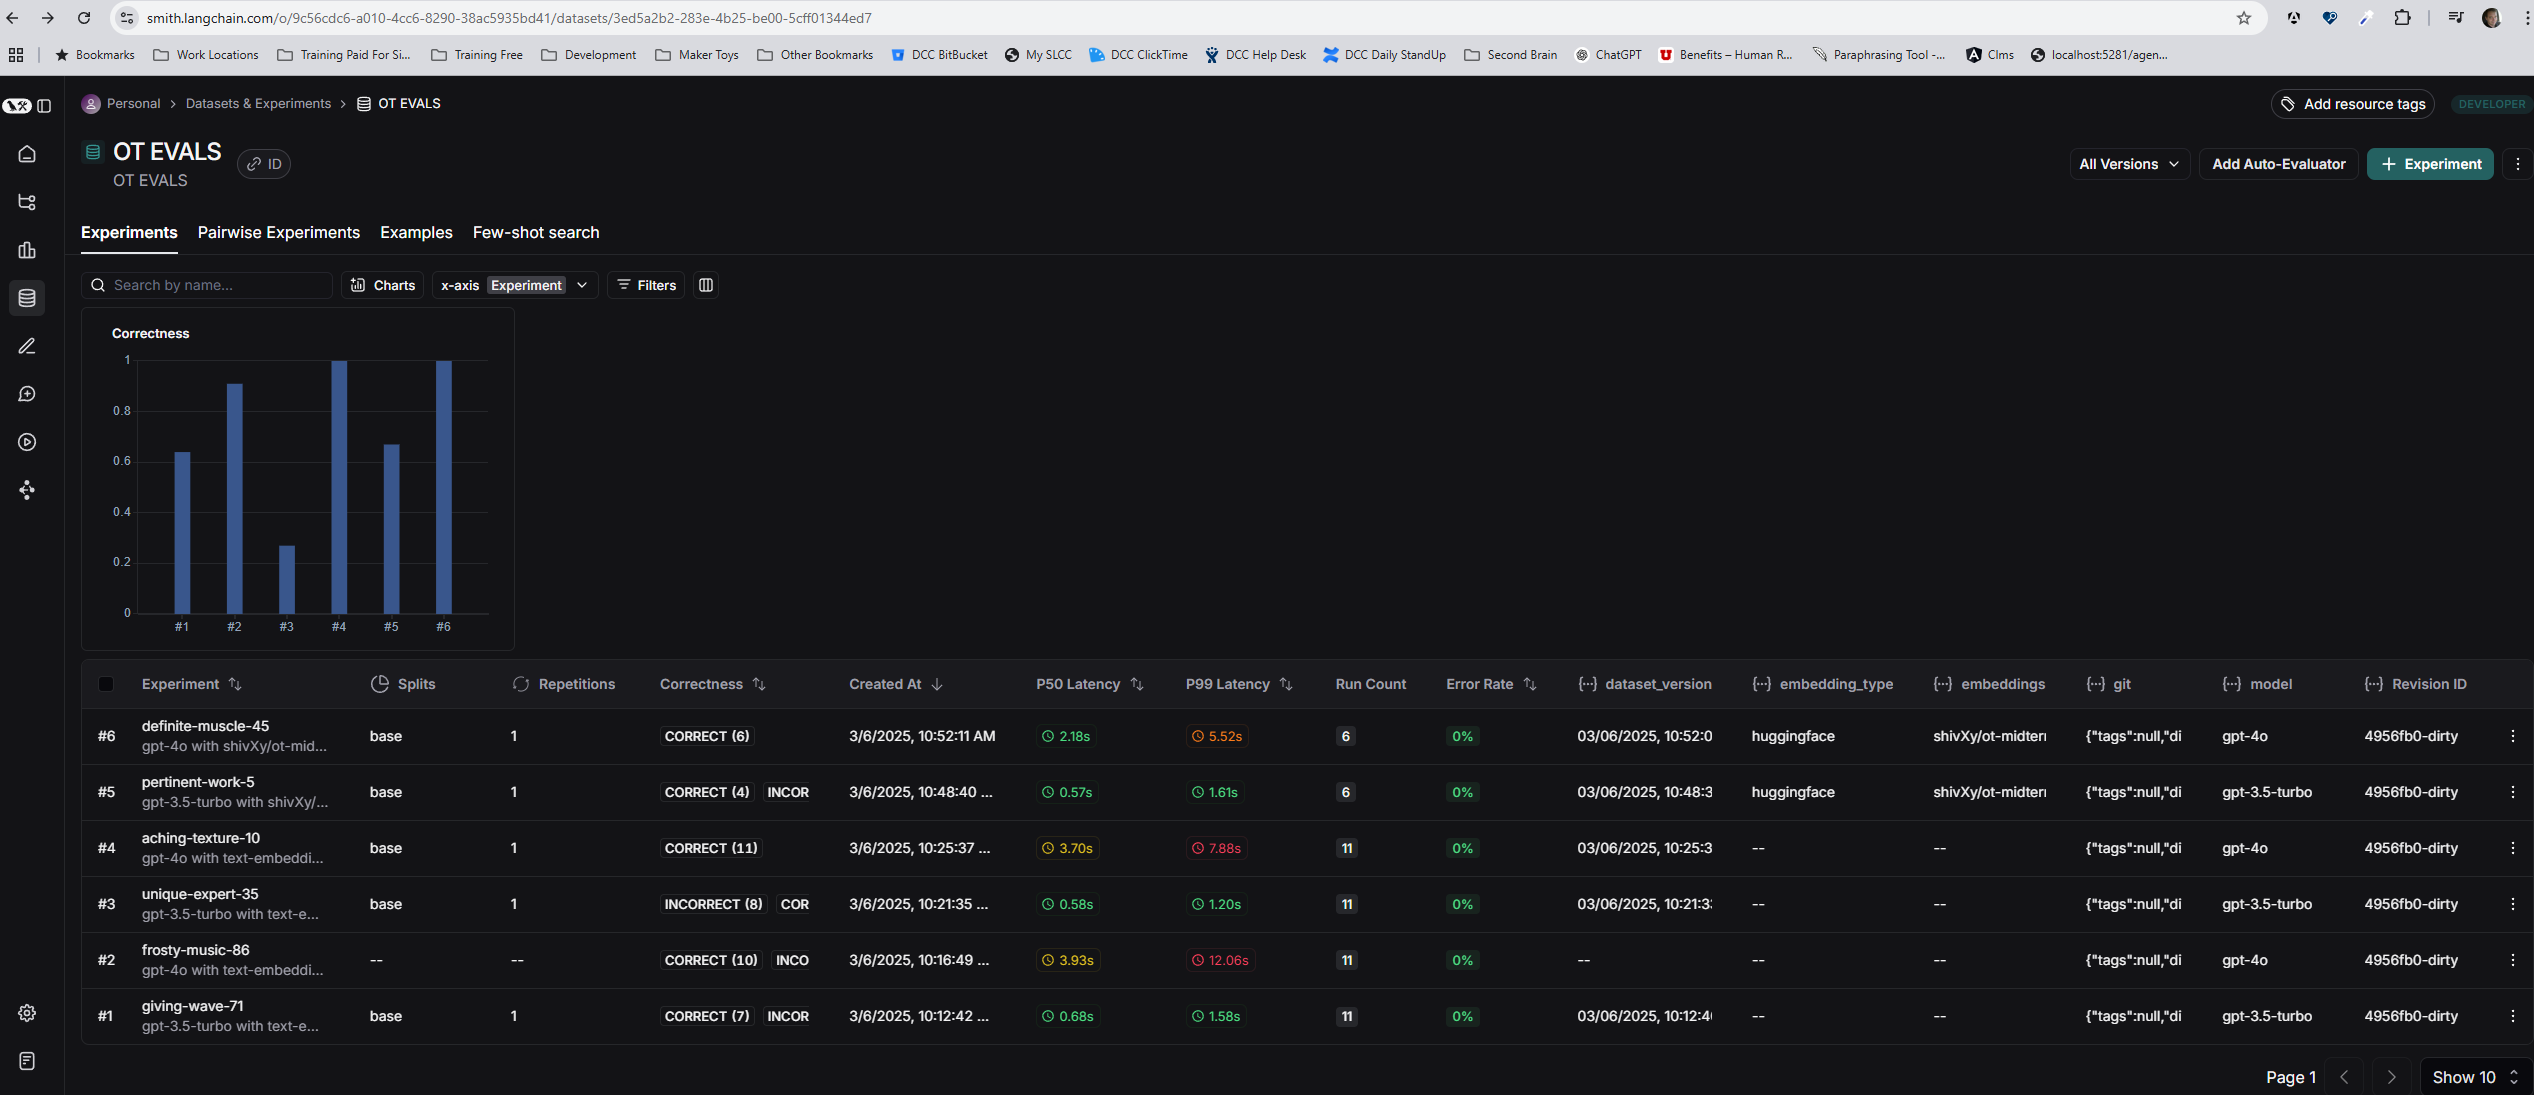 smith.langchain.com/o/9c56cdc6-a010-4cc6-8290-38ac5935bd41/datasets/3ed5a2b2-283e-4b25-be00-5cff01344ed7
Bookmarks Work Locations Training Paid For Si... Training Free Development Maker Toys Other Bookmarks DCC BitBucket My SLCC DCC ClickTime DCC Help Desk DCC Daily StandUp Second Brain ChatGPT Benefits – Human R... Paraphrasing Tool -... Clms localhost:5281/agen...
Personal > Datasets & Experiments > OT EVALS Add resource tags DEVELOPER
OT EVALS ID
OT EVALS
All Versions Add Auto-Evaluator + Experiment
Experiments Pairwise Experiments Examples Few-shot search
Search by name... Charts x-axis Experiment Filters
Correctness
1
0.8
0.6
0.4
0.2
0
#1 #2 #3 #4 #5 #6
Experiment Splits Repetitions Correctness Created At P50 Latency P99 Latency Run Count Error Rate dataset_version embedding_type embeddings git model Revision ID
#6 definite-muscle-45 base 1 CORRECT (6) 3/6/2025, 10:52:11 AM 2.18s 5.52s 6 0% 03/06/2025, 10:52:0 huggingface shivXy/ot-midterr {"tags":null,"di gpt-4o 4956fb0-dirty
gpt-4o with shivXy/ot-mid...
#5 pertinent-work-5 base 1 CORRECT (4) INCOR 3/6/2025, 10:48:40 ... 0.57s 1.61s 6 0% 03/06/2025, 10:48:3 huggingface shivXy/ot-midterr {"tags":null,"di gpt-3.5-turbo 4956fb0-dirty
gpt-3.5-turbo with shivXy/...
#4 aching-texture-10 base 1 CORRECT (11) 3/6/2025, 10:25:37 ... 3.70s 7.88s 11 0% 03/06/2025, 10:25:3 -- -- {"tags":null,"di gpt-4o 4956fb0-dirty
gpt-4o with text-embeddi...
#3 unique-expert-35 base 1 INCORRECT (8) COR 3/6/2025, 10:21:35 ... 0.58s 1.20s 11 0% 03/06/2025, 10:21:3 -- -- {"tags":null,"di gpt-3.5-turbo 4956fb0-dirty
gpt-3.5-turbo with text-e...
#2 frosty-music-86 -- -- CORRECT (10) INCO 3/6/2025, 10:16:49 ... 3.93s 12.06s 11 0% -- -- -- {"tags":null,"di gpt-4o 4956fb0-dirty
gpt-4o with text-embeddi...
#1 giving-wave-71 base 1 CORRECT (7) INCOR 3/6/2025, 10:12:42 ... 0.68s 1.58s 11 0% 03/06/2025, 10:12:4 -- -- {"tags":null,"di gpt-3.5-turbo 4956fb0-dirty
gpt-3.5-turbo with text-e...
Page 1 Show 10